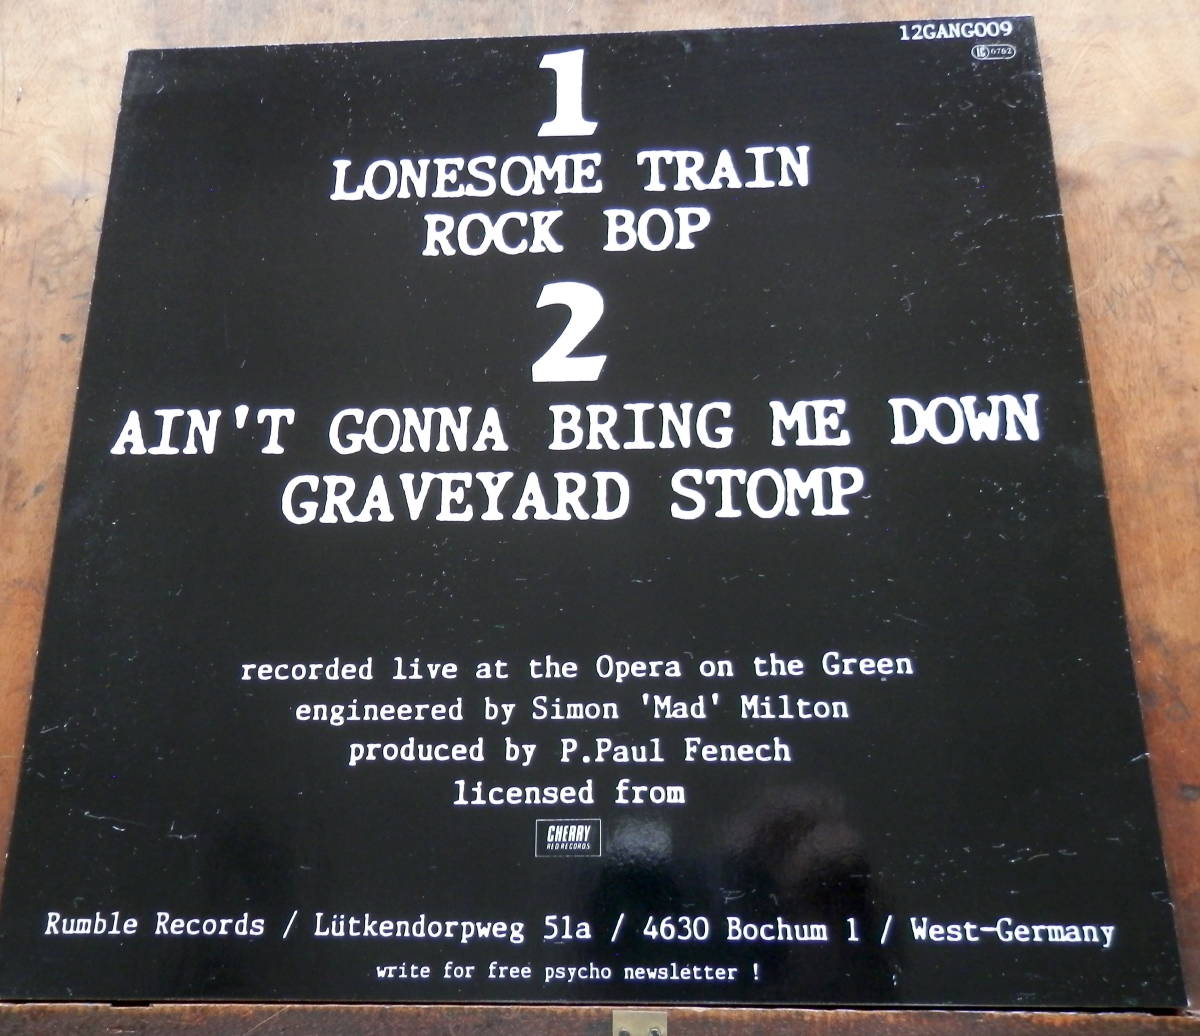 12GANG009
LC 6762
1
LONESOME TRAIN
ROCK BOP
2
AIN'T GONNA BRING ME DOWN
GRAVEYARD STOMP
recorded live at the Opera on the Green
engineered by Simon 'Mad' Milton
produced by P.Paul Fenech
licensed from
CHERRY
RED RECORDS
Rumble Records / Lütkendorpweg 51a / 4630 Bochum 1 / West-Germany
write for free psycho newsletter !